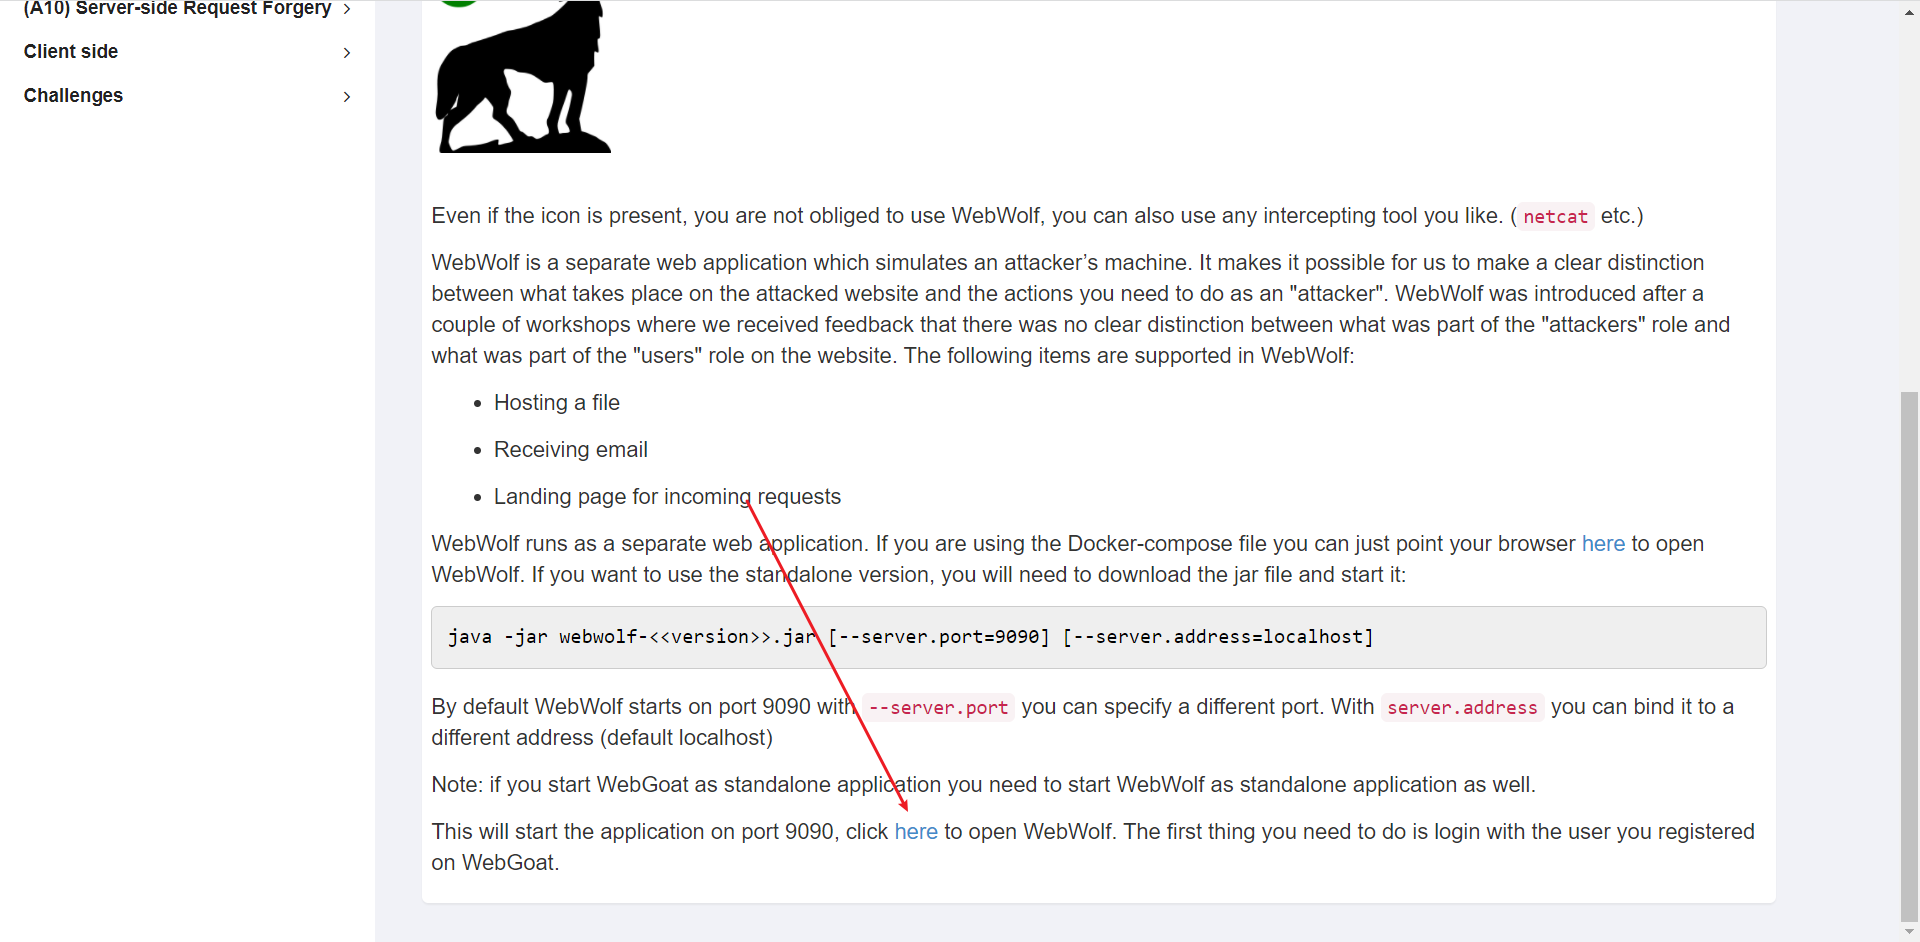 (A10) Server-side Request Forgery
Client side
Challenges
Even if the icon is present, you are not obliged to use WebWolf, you can also use any intercepting tool you like. ( netcat etc.)
WebWolf is a separate web application which simulates an attacker’s machine. It makes it possible for us to make a clear distinction
between what takes place on the attacked website and the actions you need to do as an "attacker". WebWolf was introduced after a
couple of workshops where we received feedback that there was no clear distinction between what was part of the "attackers" role and
what was part of the "users" role on the website. The following items are supported in WebWolf:
• Hosting a file
• Receiving email
• Landing page for incoming requests
WebWolf runs as a separate web application. If you are using the Docker-compose file you can just point your browser here to open
WebWolf. If you want to use the standalone version, you will need to download the jar file and start it:
java -jar webwolf-<<version>>.jar [--server.port=9090] [--server.address=localhost]
By default WebWolf starts on port 9090 with --server.port you can specify a different port. With server.address you can bind it to a
different address (default localhost)
Note: if you start WebGoat as standalone application you need to start WebWolf as standalone application as well.
This will start the application on port 9090, click here to open WebWolf. The first thing you need to do is login with the user you registered
on WebGoat.